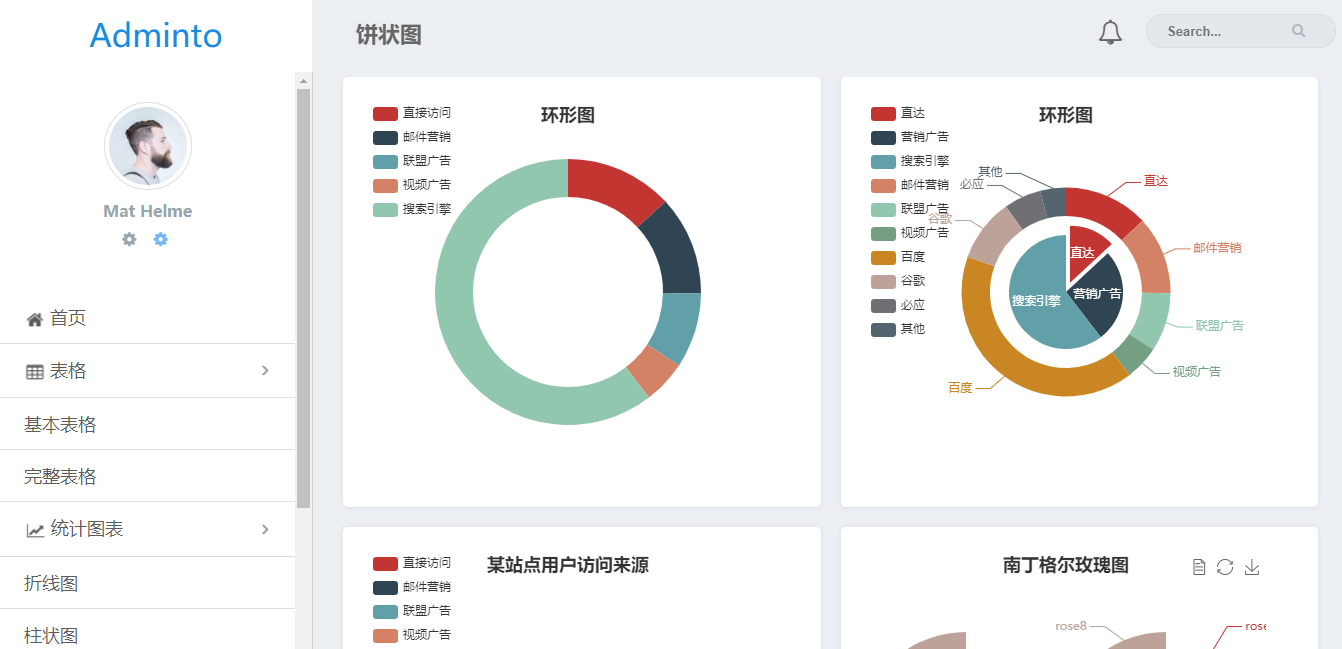 Adminto
Mat Helme
首页
表格
基本表格
完整表格
统计图表
折线图
柱状图
饼状图
Search...
环形图
直接访问
邮件营销
联盟广告
视频广告
搜索引擎
环形图
直达
营销广告
搜索引擎
邮件营销
联盟广告
视频广告
百度
谷歌
必应
其他
其他
必应
谷歌
百度
直达
邮件营销
联盟广告
视频广告
直达
营销广告
搜索引擎
某站点用户访问来源
直接访问
邮件营销
联盟广告
视频广告
南丁格尔玫瑰图
rose8